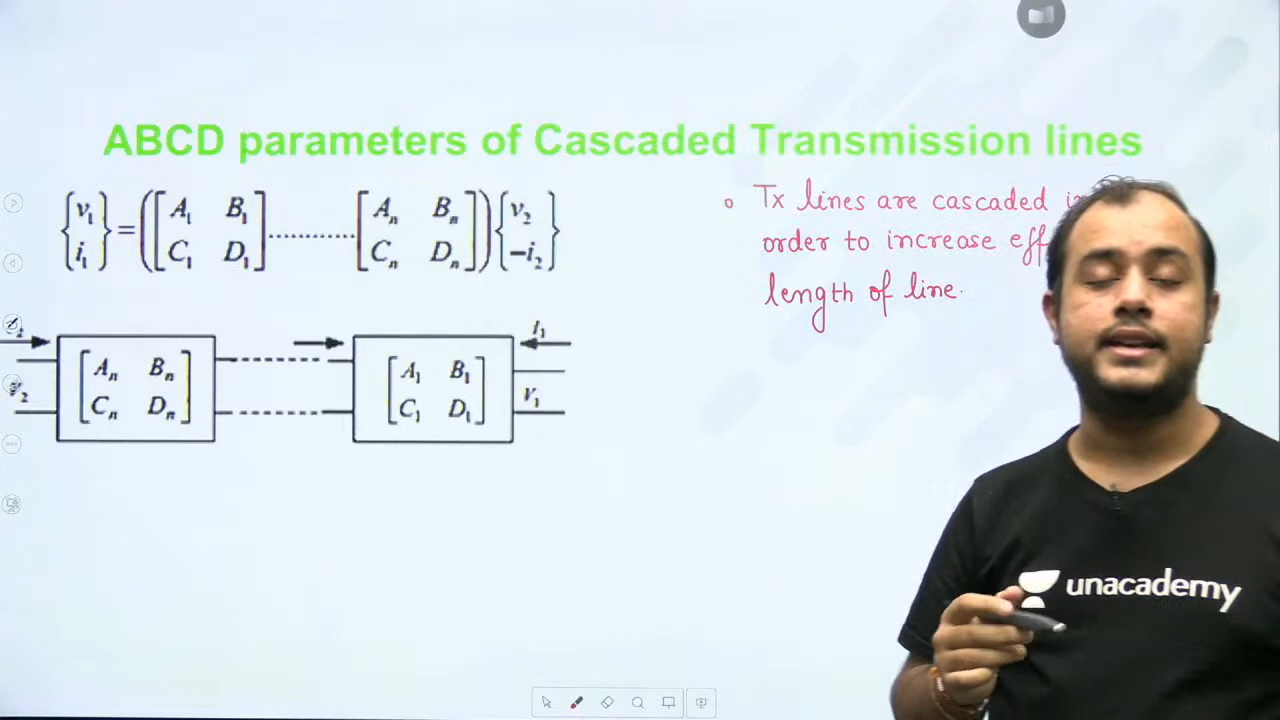 ABCD parameters of Cascaded Transmission lines
{v₁ i₁} = ([A₁ B₁ C₁ D₁] ............ [Aₙ Bₙ Cₙ Dₙ]) {v₂ -i₂}
Tx lines are cascaded
order to increase
length of line.
I₁
[Aₙ Bₙ Cₙ Dₙ]
[A₁ B₁ C₁ D₁]
V₁
unacademy